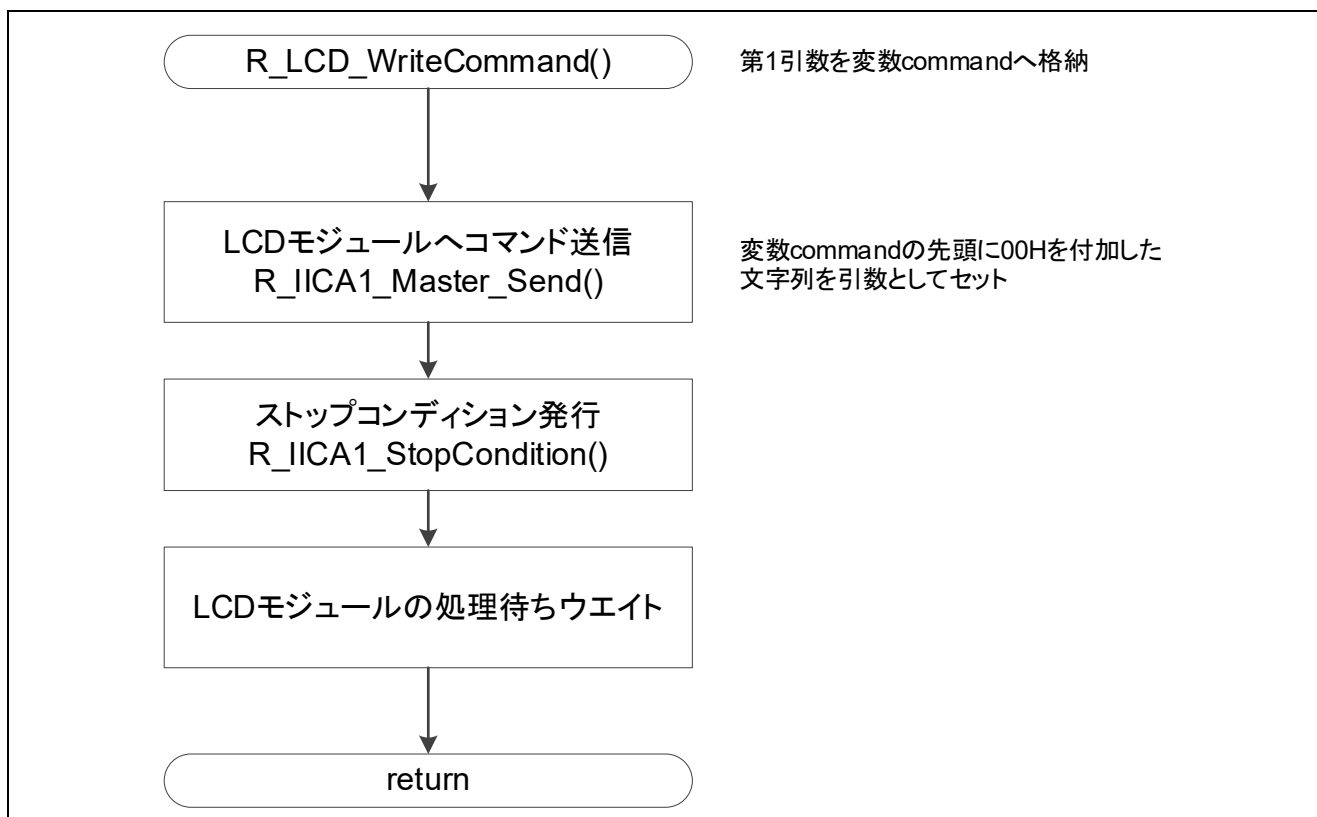 R_LCD_WriteCommand()
第1引数を変数commandへ格納
LCDモジュールへコマンド送信
R_IICA1_Master_Send()
変数commandの先頭に00Hを付加した
文字列を引数としてセット
ストップコンディション発行
R_IICA1_StopCondition()
LCDモジュールの処理待ちウエイト
return